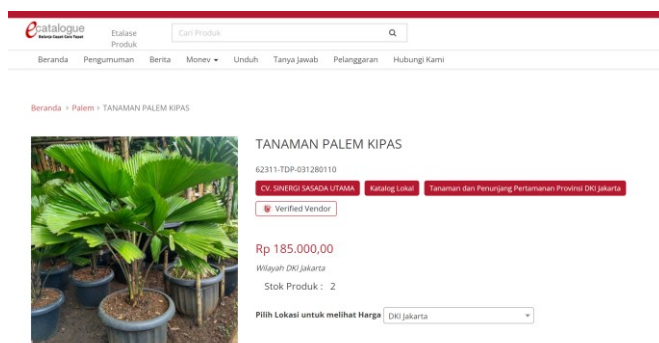 ecatalogue
Belanja Cepat Cara Tepat
Etalase
Produk
Cari Produk
Beranda Pengumuman Berita Monev Unduh Tanya Jawab Pelanggaran Hubungi Kami
Beranda > Palem > TANAMAN PALEM KIPAS
TANAMAN PALEM KIPAS
62311-TDP-031280110
CV. SINERGI SASADA UTAMA Katalog Lokal Tanaman dan Penunjang Pertamanan Provinsi DKI Jakarta
Verified Vendor
Rp 185.000,00
Wilayah DKI Jakarta
Stok Produk : 2
Pilih Lokasi untuk melihat Harga DKI Jakarta